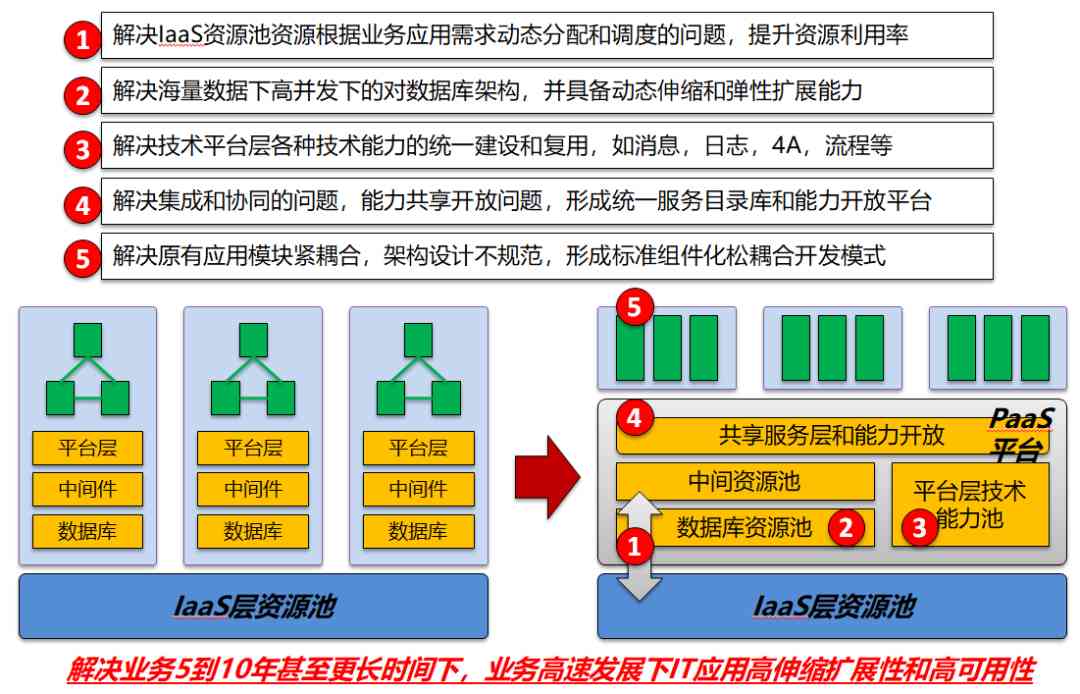 1 解决IaaS资源池资源根据业务应用需求动态分配和调度的问题，提升资源利用率
2 解决海量数据下高并发下的对数据库架构，并具备动态伸缩和弹性扩展能力
3 解决技术平台层各种技术能力的统一建设和复用，如消息，日志，4A，流程等
4 解决集成和协同的问题，能力共享开放问题，形成统一服务目录库和能力开放平台
5 解决原有应用模块紧耦合，架构设计不规范，形成标准组件化松耦合开发模式
平台层
中间件
数据库
平台层
中间件
数据库
平台层
中间件
数据库
IaaS层资源池
5
4
共享服务层和能力开放
PaaS
平台
中间资源池
数据库资源池 2
平台层技术
能力池
3
1
IaaS层资源池
解决业务5到10年甚至更长时间下，业务高速发展下IT应用高伸缩扩展性和高可用性